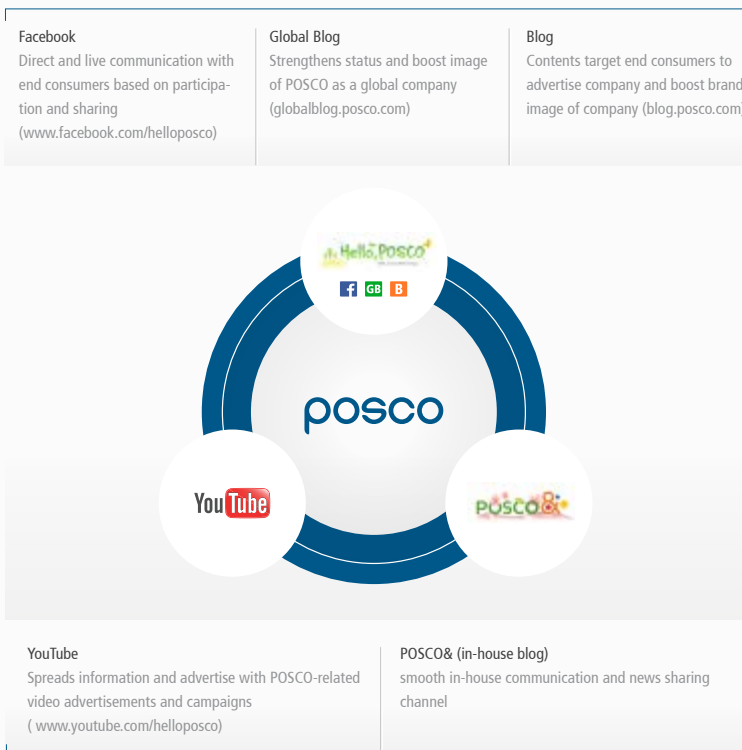 Facebook
Direct and live communication with
end consumers based on participa-
tion and sharing
(www.facebook.com/helloposco)
Global Blog
Strengthens status and boost image
of POSCO as a global company
(globalblog.posco.com)
Blog
Contents target end consumers to
advertise company and boost brand
image of company (blog.posco.com)
Hello, POSCO
f GB B
posco
YouTube
POSCO&
YouTube
Spreads information and advertise with POSCO-related
video advertisements and campaigns
( www.youtube.com/helloposco)
POSCO& (in-house blog)
smooth in-house communication and news sharing
channel